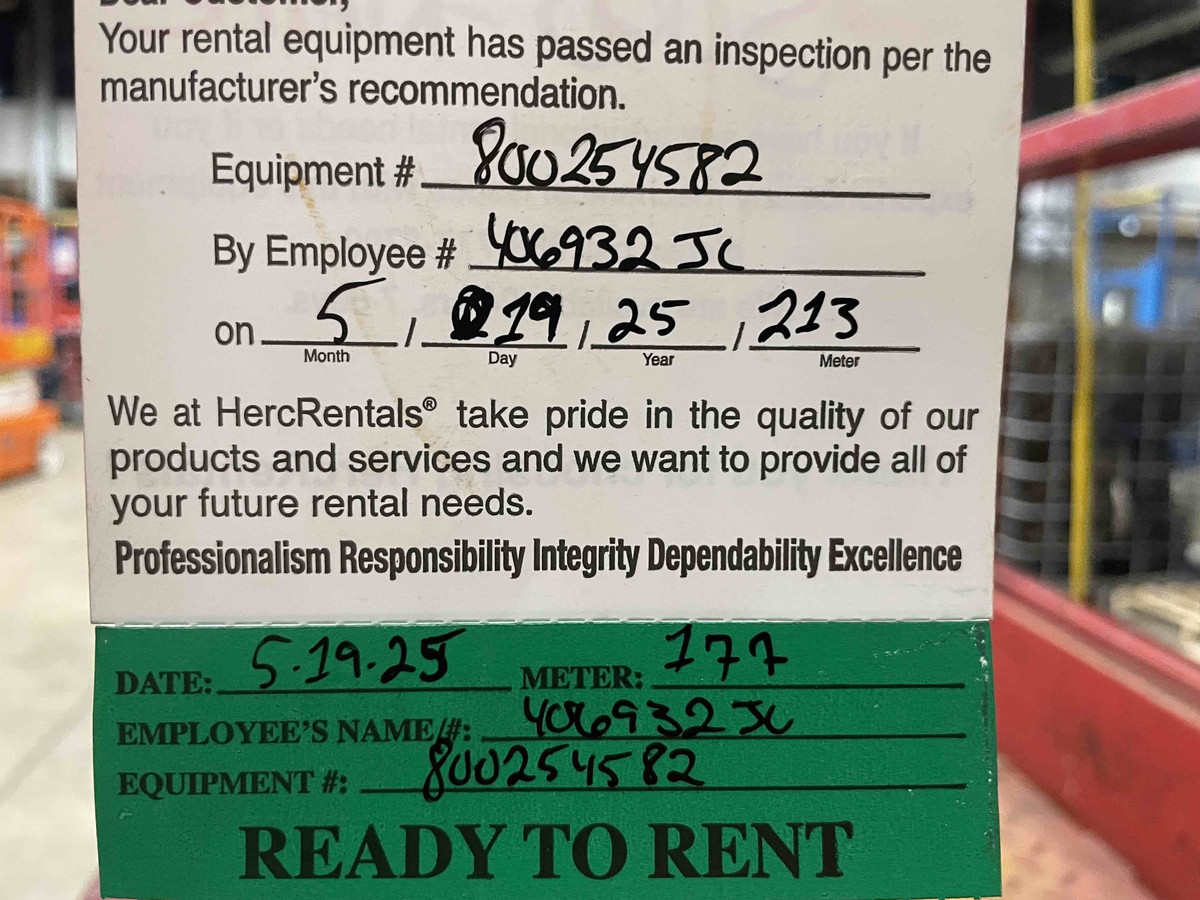 Dear Customer,
Your rental equipment has passed an inspection per the
manufacturer's recommendation.
Equipment # 800254582
By Employee # 406932 JC
on 5 / 19 / 25 / 213
Month Day Year Meter
We at HercRentals® take pride in the quality of our
products and services and we want to provide all of
your future rental needs.
Professionalism Responsibility Integrity Dependability Excellence
DATE: 5.19.25 METER: 177
EMPLOYEE'S NAME/#: 406932 JC
EQUIPMENT #: 800254582
READY TO RENT